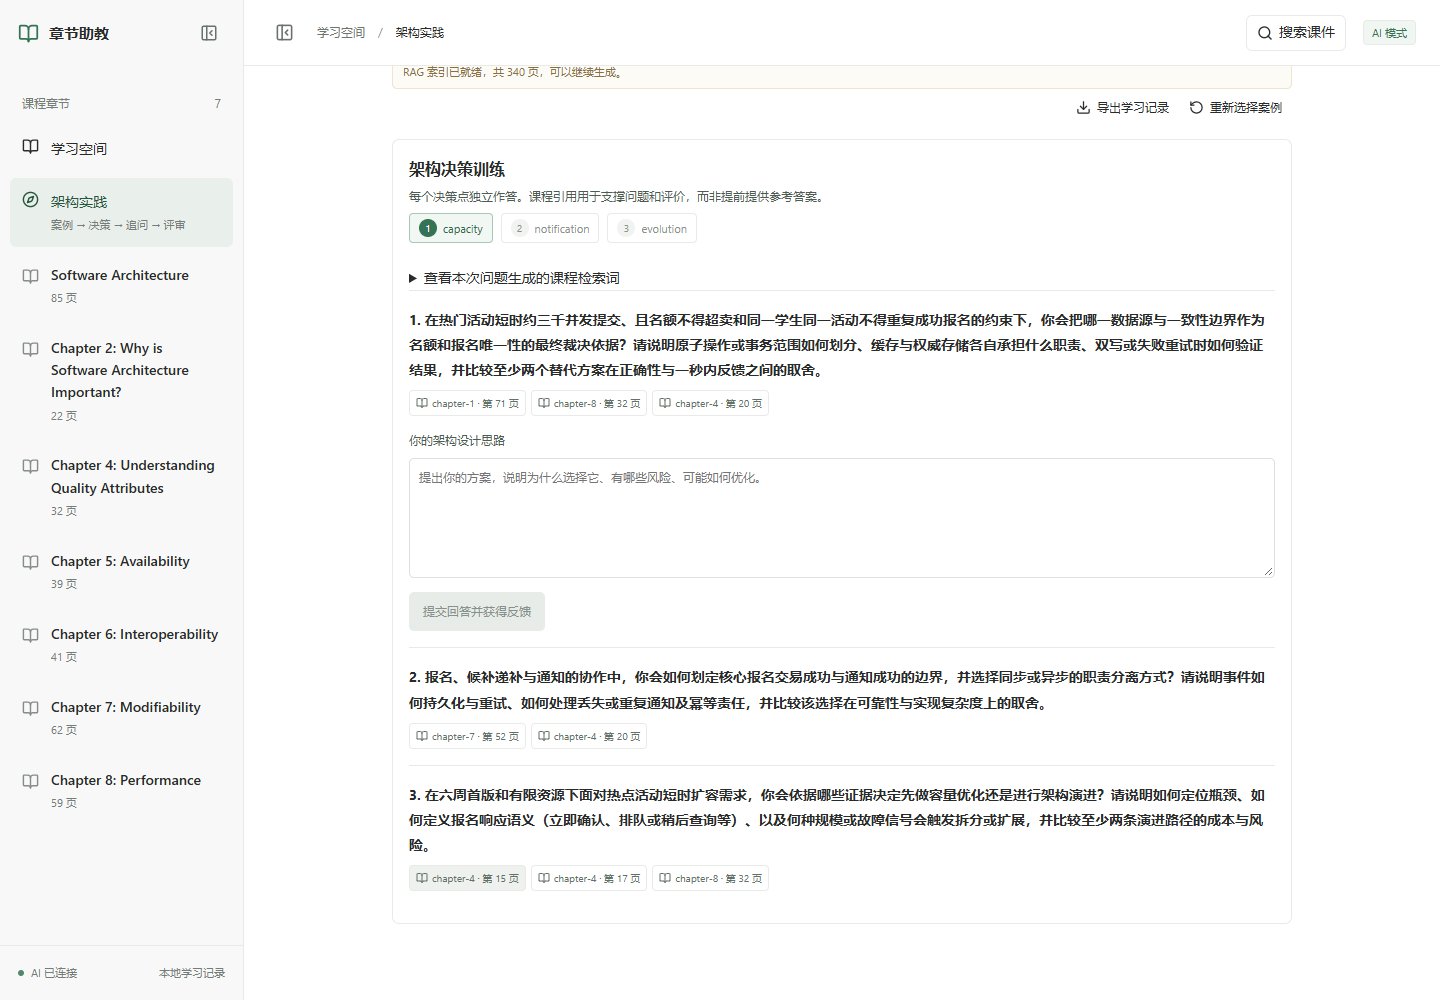 章节助教
课程章节 7
学习空间
架构实践
案例 → 决策 → 追问 → 评审
Software Architecture
85 页
Chapter 2: Why is
Software Architecture
Important?
22 页
Chapter 4: Understanding
Quality Attributes
32 页
Chapter 5: Availability
39 页
Chapter 6: Interoperability
41 页
Chapter 7: Modifiability
62 页
Chapter 8: Performance
59 页
AI 已连接 本地学习记录
学习空间 / 架构实践
搜索课件
AI 模式
RAG 索引已就绪，共 340 页，可以继续生成。
导出学习记录 重新选择案例
架构决策训练
每个决策点独立作答。课程引用用于支撑问题和评价，而非提前提供参考答案。
1 capacity 2 notification 3 evolution
查看本次问题生成的课程检索词
1. 在热门活动短时约三千并发提交、且名额不得超卖和同一学生同一活动不得重复成功报名的约束下，你会把哪一数据源与一致性边界作为
名额和报名唯一性的最终裁决依据？请说明原子操作或事务范围如何划分、缓存与权威存储各自承担什么职责、双写或失败重试时如何验证
结果，并比较至少两个替代方案在正确性与一秒内反馈之间的取舍。
chapter-1 · 第 71 页 chapter-8 · 第 32 页 chapter-4 · 第 20 页
你的架构设计思路
提出你的方案，说明为什么选择它、有哪些风险、可能如何优化。
提交回答并获得反馈
2. 报名、候补递补与通知的协作中，你会如何划定核心报名交易成功与通知成功的边界，并选择同步或异步的职责分离方式？请说明事件如
何持久化与重试、如何处理丢失或重复通知及幂等责任，并比较该选择在可靠性与实现复杂度上的取舍。
chapter-7 · 第 52 页 chapter-4 · 第 20 页
3. 在六周首版和有限资源下面对热点活动短时扩容需求，你会依据哪些证据决定先做容量优化还是进行架构演进？请说明如何定位瓶颈、如
何定义报名响应语义（立即确认、排队或稍后查询等）、以及何种规模或故障信号会触发拆分或扩展，并比较至少两条演进路径的成本与风
险。
chapter-4 · 第 15 页 chapter-4 · 第 17 页 chapter-8 · 第 32 页